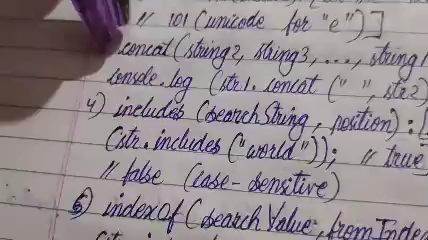 // 101 (unicode for "e")]
concat (string2, string3, ..., string
console.log (str1.concat (" ", str2)
4) includes (searchString, position) : [
(str.includes ("world")); // true
// false (case-sensitive)
5) indexOf (searchValue, fromIndex